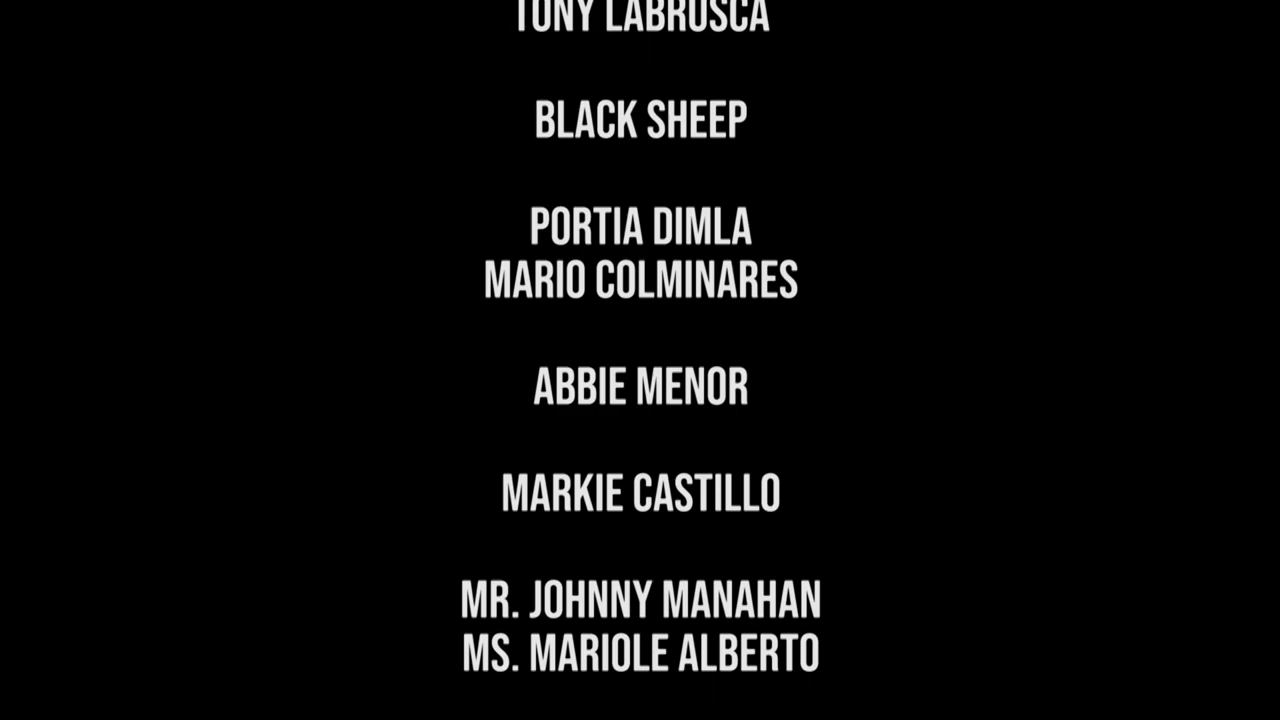 TONY LABRUSCA
BLACK SHEEP
PORTIA DIMLA
MARIO COLMINARES
ABBIE MENOR
MARKIE CASTILLO
MR. JOHNNY MANAHAN
MS. MARIOLE ALBERTO